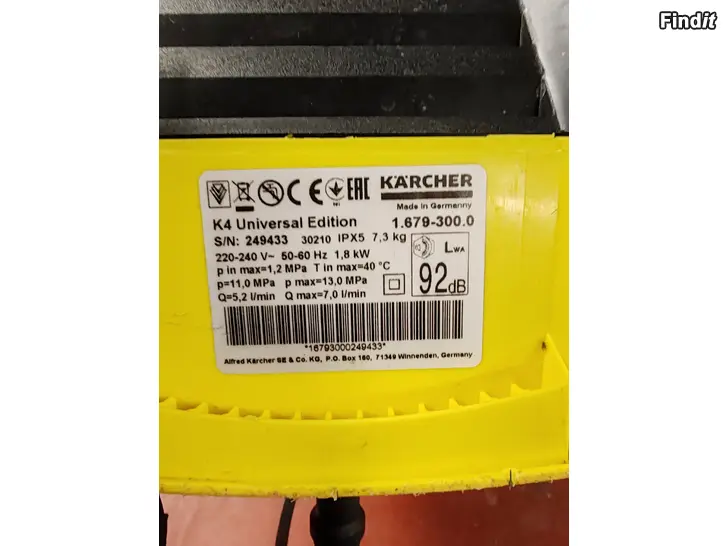 Findit
KÄRCHER
Made in Germany
K4 Universal Edition 1.679-300.0
S/N: 249433 30210 IPX5 7,3 kg
220-240 V~ 50-60 Hz 1,8 kW
p in max=1,2 MPa T in max=40 °C
p=11,0 MPa p max=13,0 MPa
Q=5,2 l/min Q max=7,0 l/min
LWA
92dB
*16793000249433*
Alfred Kärcher SE & Co. KG, P.O. Box 160, 71349 Winnenden, Germany